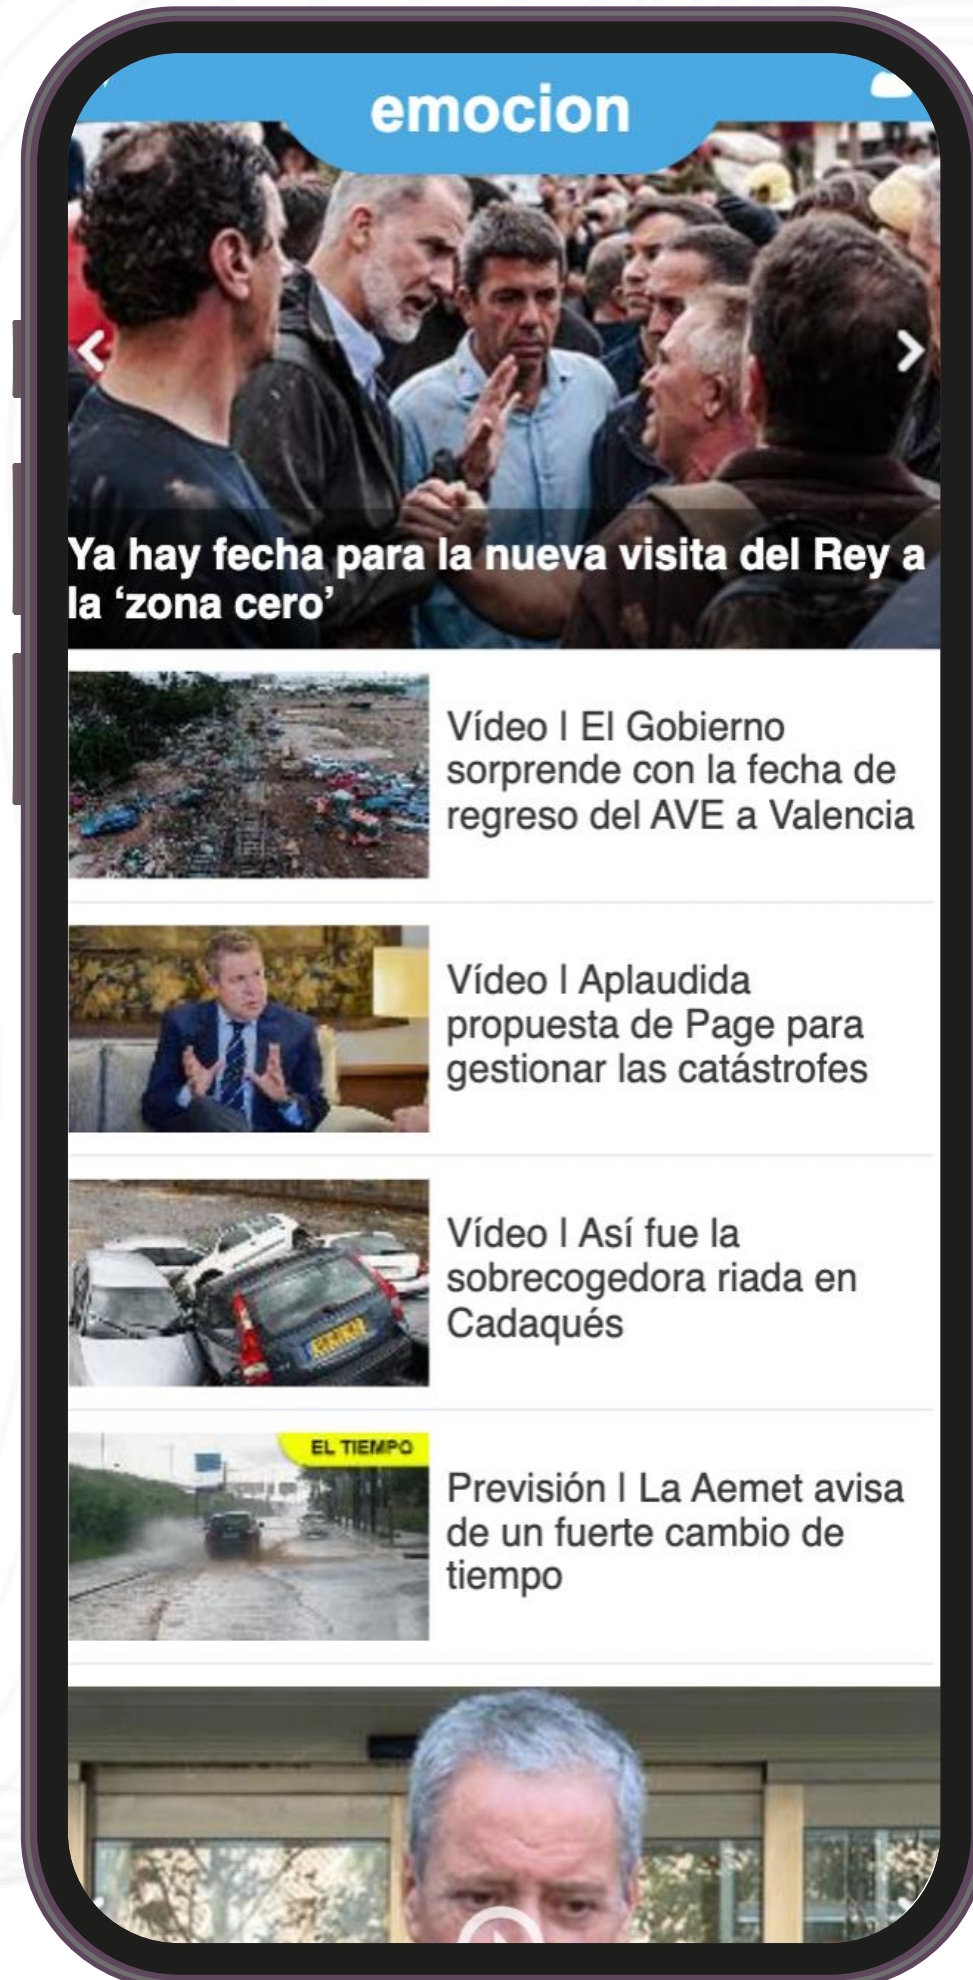 emocion
Ya hay fecha para la nueva visita del Rey a
la ‘zona cero’
Vídeo I El Gobierno
sorprende con la fecha de
regreso del AVE a Valencia
Vídeo I Aplaudida
propuesta de Page para
gestionar las catástrofes
Vídeo I Así fue la
sobrecogedora riada en
Cadaqués
EL TIEMPO
Previsión I La Aemet avisa
de un fuerte cambio de
tiempo